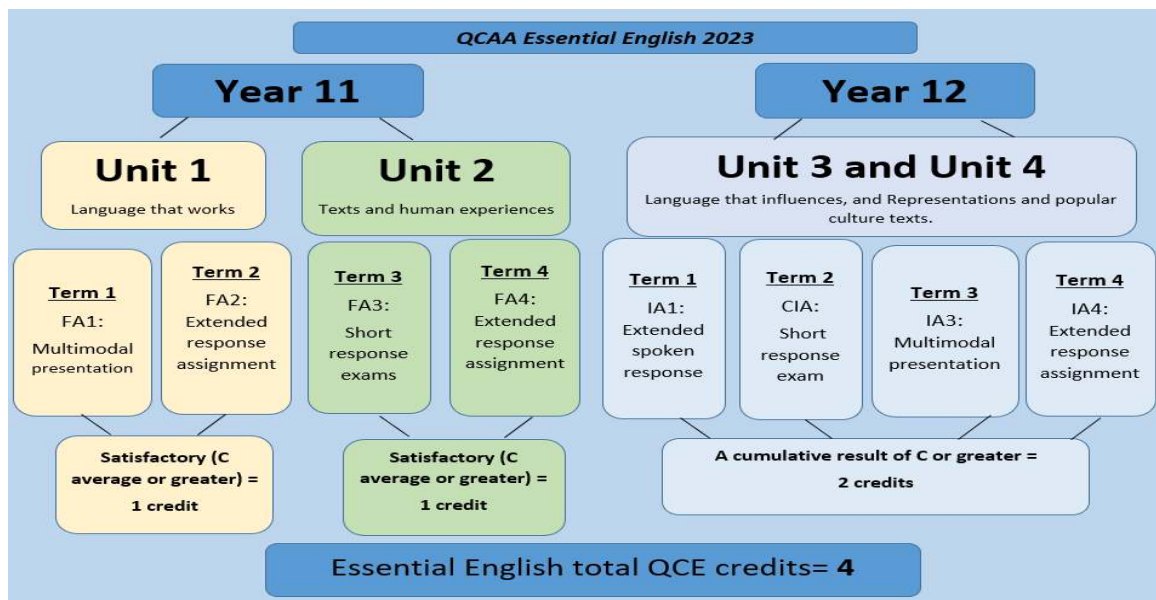 QCAA Essential English 2023
Year 11
Year 12
Unit 1
Language that works
Unit 2
Texts and human experiences
Unit 3 and Unit 4
Language that influences, and Representations and popular
culture texts.
Term 1
FA1:
Multimodal
presentation
Term 2
FA2:
Extended
response
assignment
Term 3
FA3:
Short
response
exams
Term 4
FA4:
Extended
response
assignment
Term 1
IA1:
Extended
spoken
response
Term 2
CIA:
Short
response
exam
Term 3
IA3:
Multimodal
presentation
Term 4
IA4:
Extended
response
assignment
Satisfactory (C
average or greater) =
1 credit
Satisfactory (C
average or greater) =
1 credit
A cumulative result of C or greater =
2 credits
Essential English total QCE credits= 4